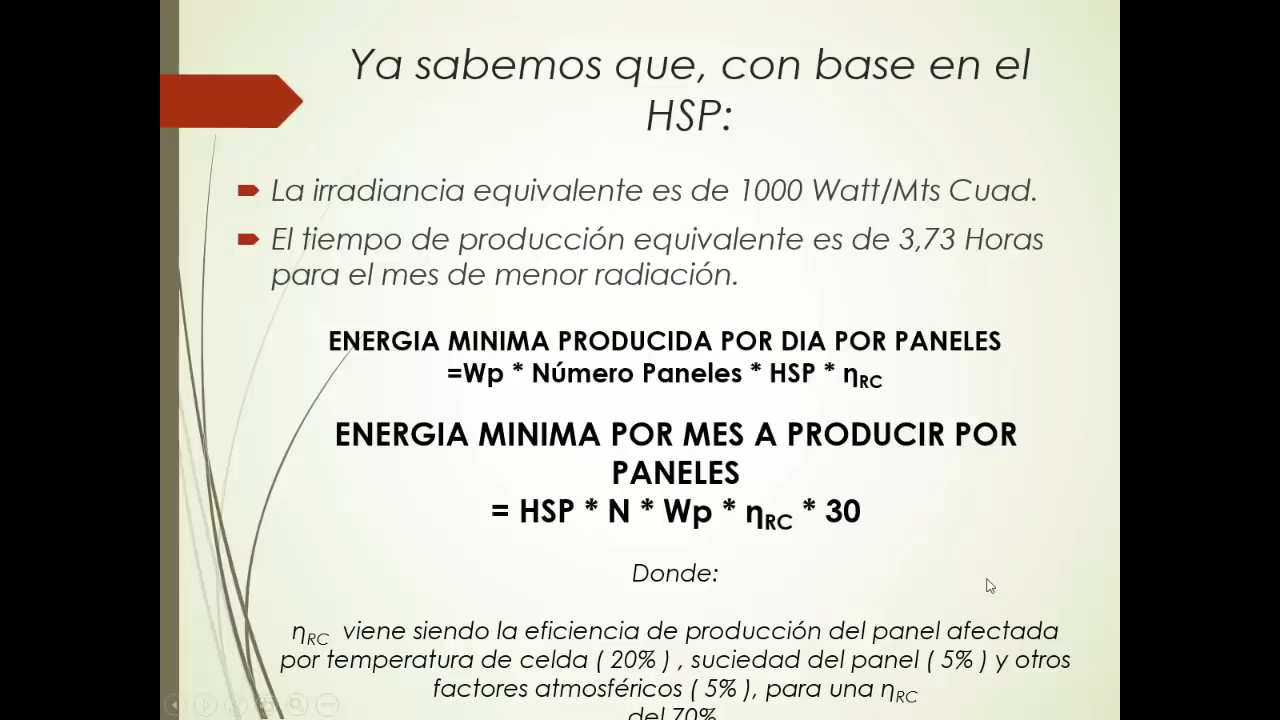 Ya sabemos que, con base en el
HSP:
La irradiancia equivalente es de 1000 Watt/Mts Cuad.
El tiempo de producción equivalente es de 3,73 Horas
para el mes de menor radiación.
ENERGIA MINIMA PRODUCIDA POR DIA POR PANELES
=Wp * Número Paneles * HSP * ηRC
ENERGIA MINIMA POR MES A PRODUCIR POR
PANELES
= HSP * N * Wp * ηRC * 30
Donde:
ηRC viene siendo la eficiencia de producción del panel afectada
por temperatura de celda ( 20% ) , suciedad del panel ( 5% ) y otros
factores atmosféricos ( 5% ), para una ηRC
del 70%